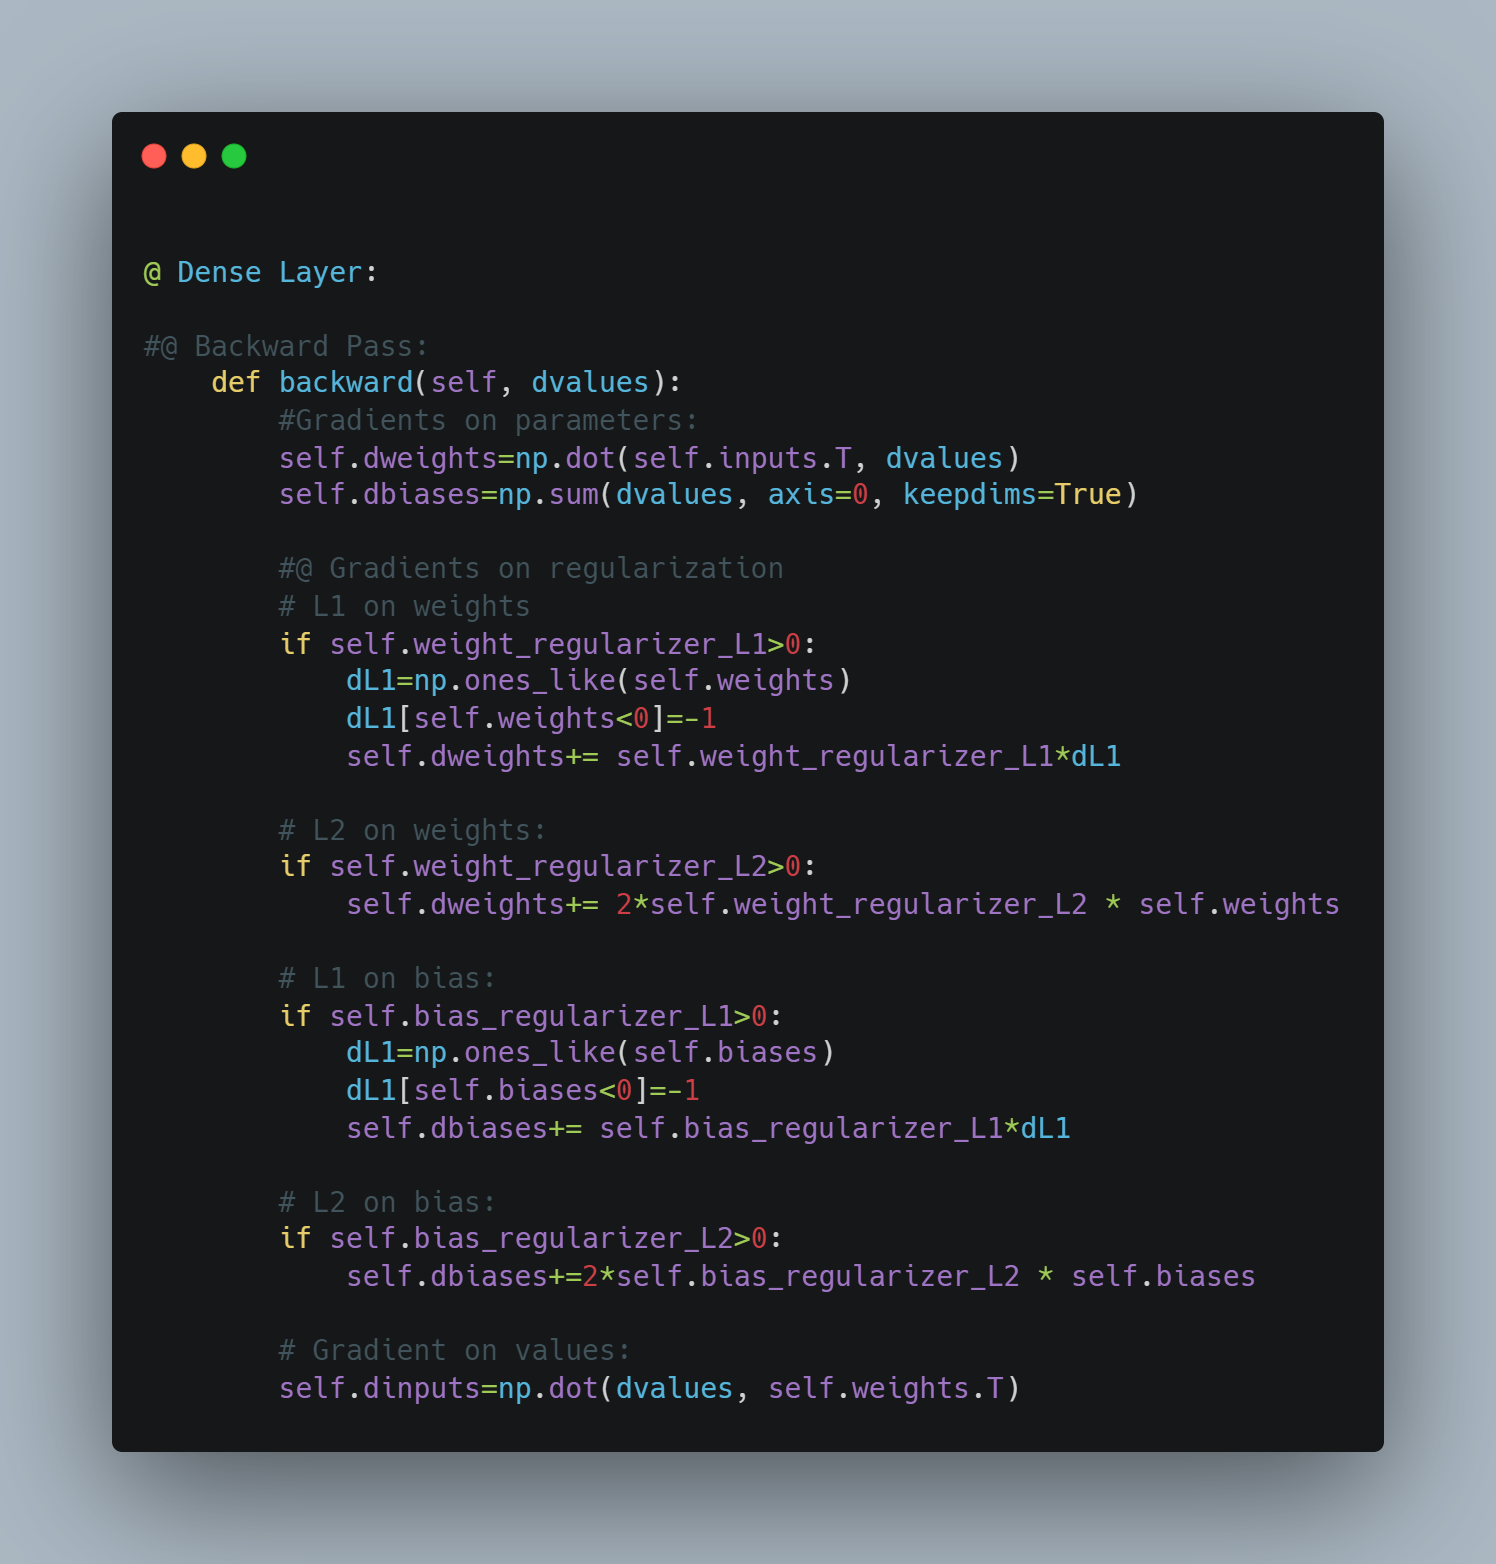 @ Dense Layer:

#@ Backward Pass:
    def backward(self, dvalues):
        #Gradients on parameters:
        self.dweights=np.dot(self.inputs.T, dvalues)
        self.dbiases=np.sum(dvalues, axis=0, keepdims=True)

        #@ Gradients on regularization
        # L1 on weights
        if self.weight_regularizer_L1>0:
            dL1=np.ones_like(self.weights)
            dL1[self.weights<0]=-1
            self.dweights+= self.weight_regularizer_L1*dL1

        # L2 on weights:
        if self.weight_regularizer_L2>0:
            self.dweights+= 2*self.weight_regularizer_L2 * self.weights

        # L1 on bias:
        if self.bias_regularizer_L1>0:
            dL1=np.ones_like(self.biases)
            dL1[self.biases<0]=-1
            self.dbiases+= self.bias_regularizer_L1*dL1

        # L2 on bias:
        if self.bias_regularizer_L2>0:
            self.dbiases+=2*self.bias_regularizer_L2 * self.biases

        # Gradient on values:
        self.dinputs=np.dot(dvalues, self.weights.T)